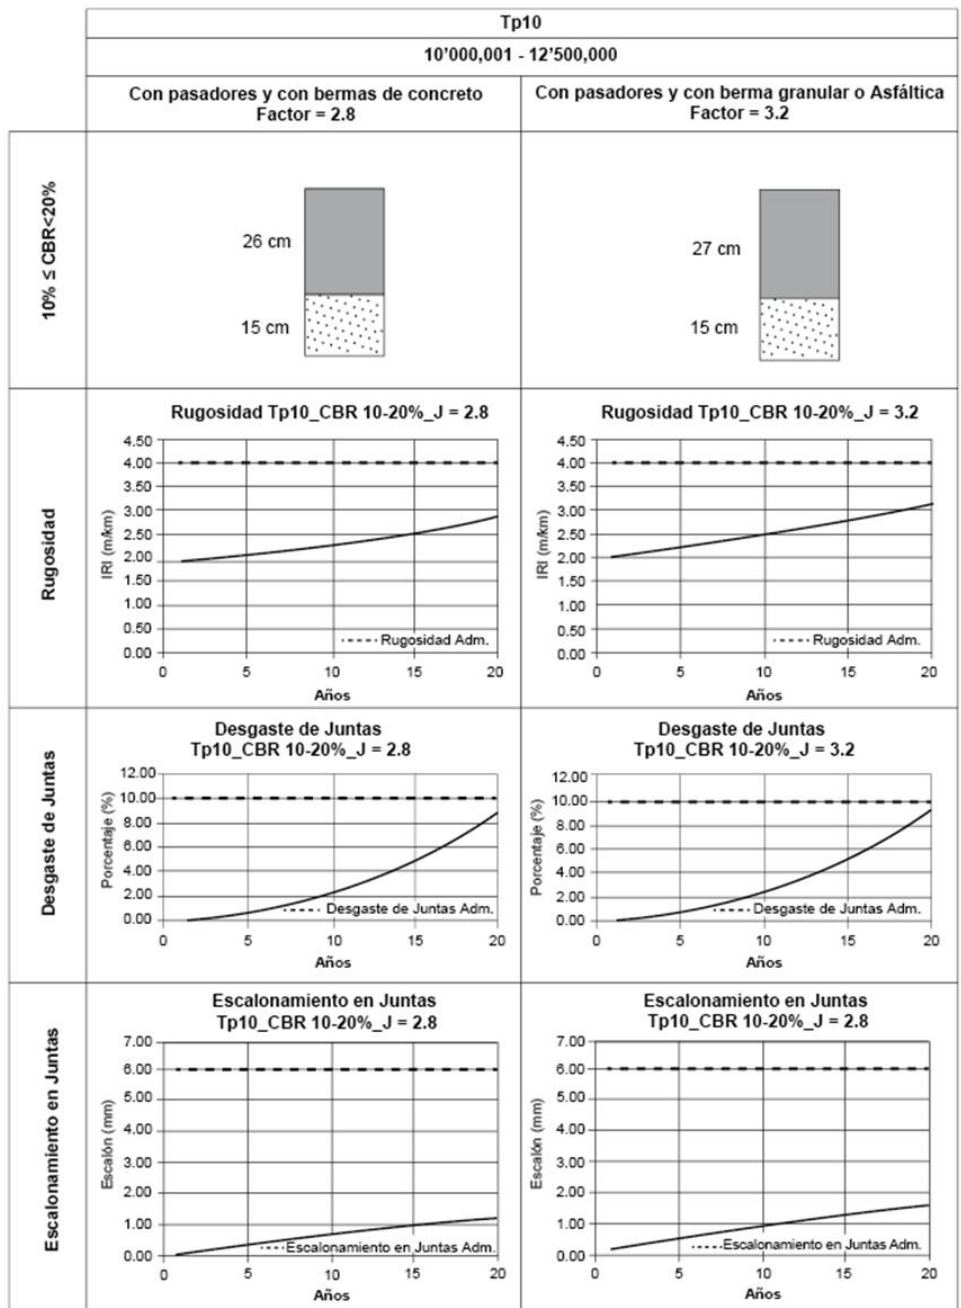 Tp10
10’000,001 - 12’500,000
Con pasadores y con bermas de concreto
Factor = 2.8
Con pasadores y con berma granular o Asfáltica
Factor = 3.2
10% ≤ CBR<20%
26 cm
15 cm
27 cm
15 cm
Rugosidad
Rugosidad Tp10_CBR 10-20%_J = 2.8
4.50
4.00
3.50
3.00
2.50
2.00
1.50
1.00
0.50
0.00
IRI (m/km)
Rugosidad Adm.
0 5 10 15 20
Años
Rugosidad Tp10_CBR 10-20%_J = 3.2
4.50
4.00
3.50
3.00
2.50
2.00
1.50
1.00
0.50
0.00
IRI (m/km)
Rugosidad Adm.
0 5 10 15 20
Años
Desgaste de Juntas
Desgaste de Juntas
Tp10_CBR 10-20%_J = 2.8
12.00
10.00
8.00
6.00
4.00
2.00
0.00
Porcentaje (%)
Desgaste de Juntas Adm.
0 5 10 15 20
Años
Desgaste de Juntas
Tp10_CBR 10-20%_J = 3.2
12.00
10.00
8.00
6.00
4.00
2.00
0.00
Porcentaje (%)
Desgaste de Juntas Adm.
0 5 10 15 20
Años
Escalonamiento en Juntas
Escalonamiento en Juntas
Tp10_CBR 10-20%_J = 2.8
7.00
6.00
5.00
4.00
3.00
2.00
1.00
0.00
Escalón (mm)
Escalonamiento en Juntas Adm.
0 5 10 15 20
Años
Escalonamiento en Juntas
Tp10_CBR 10-20%_J = 2.8
7.00
6.00
5.00
4.00
3.00
2.00
1.00
0.00
Escalón (mm)
Escalonamiento en Juntas Adm.
0 5 10 15 20
Años